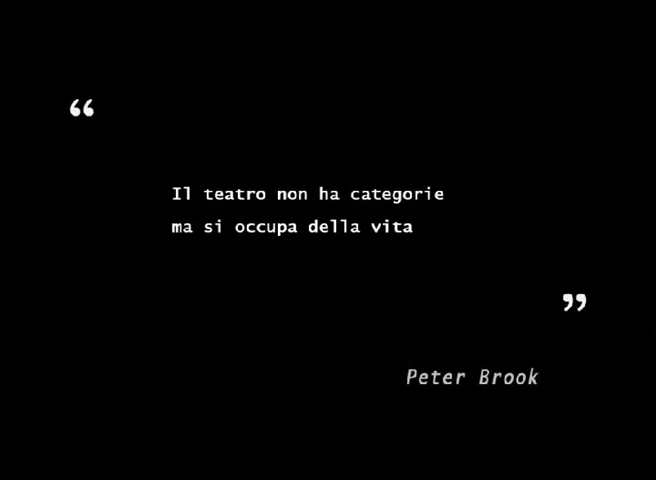 “
Il teatro non ha categorie
ma si occupa della vita
”
Peter Brook